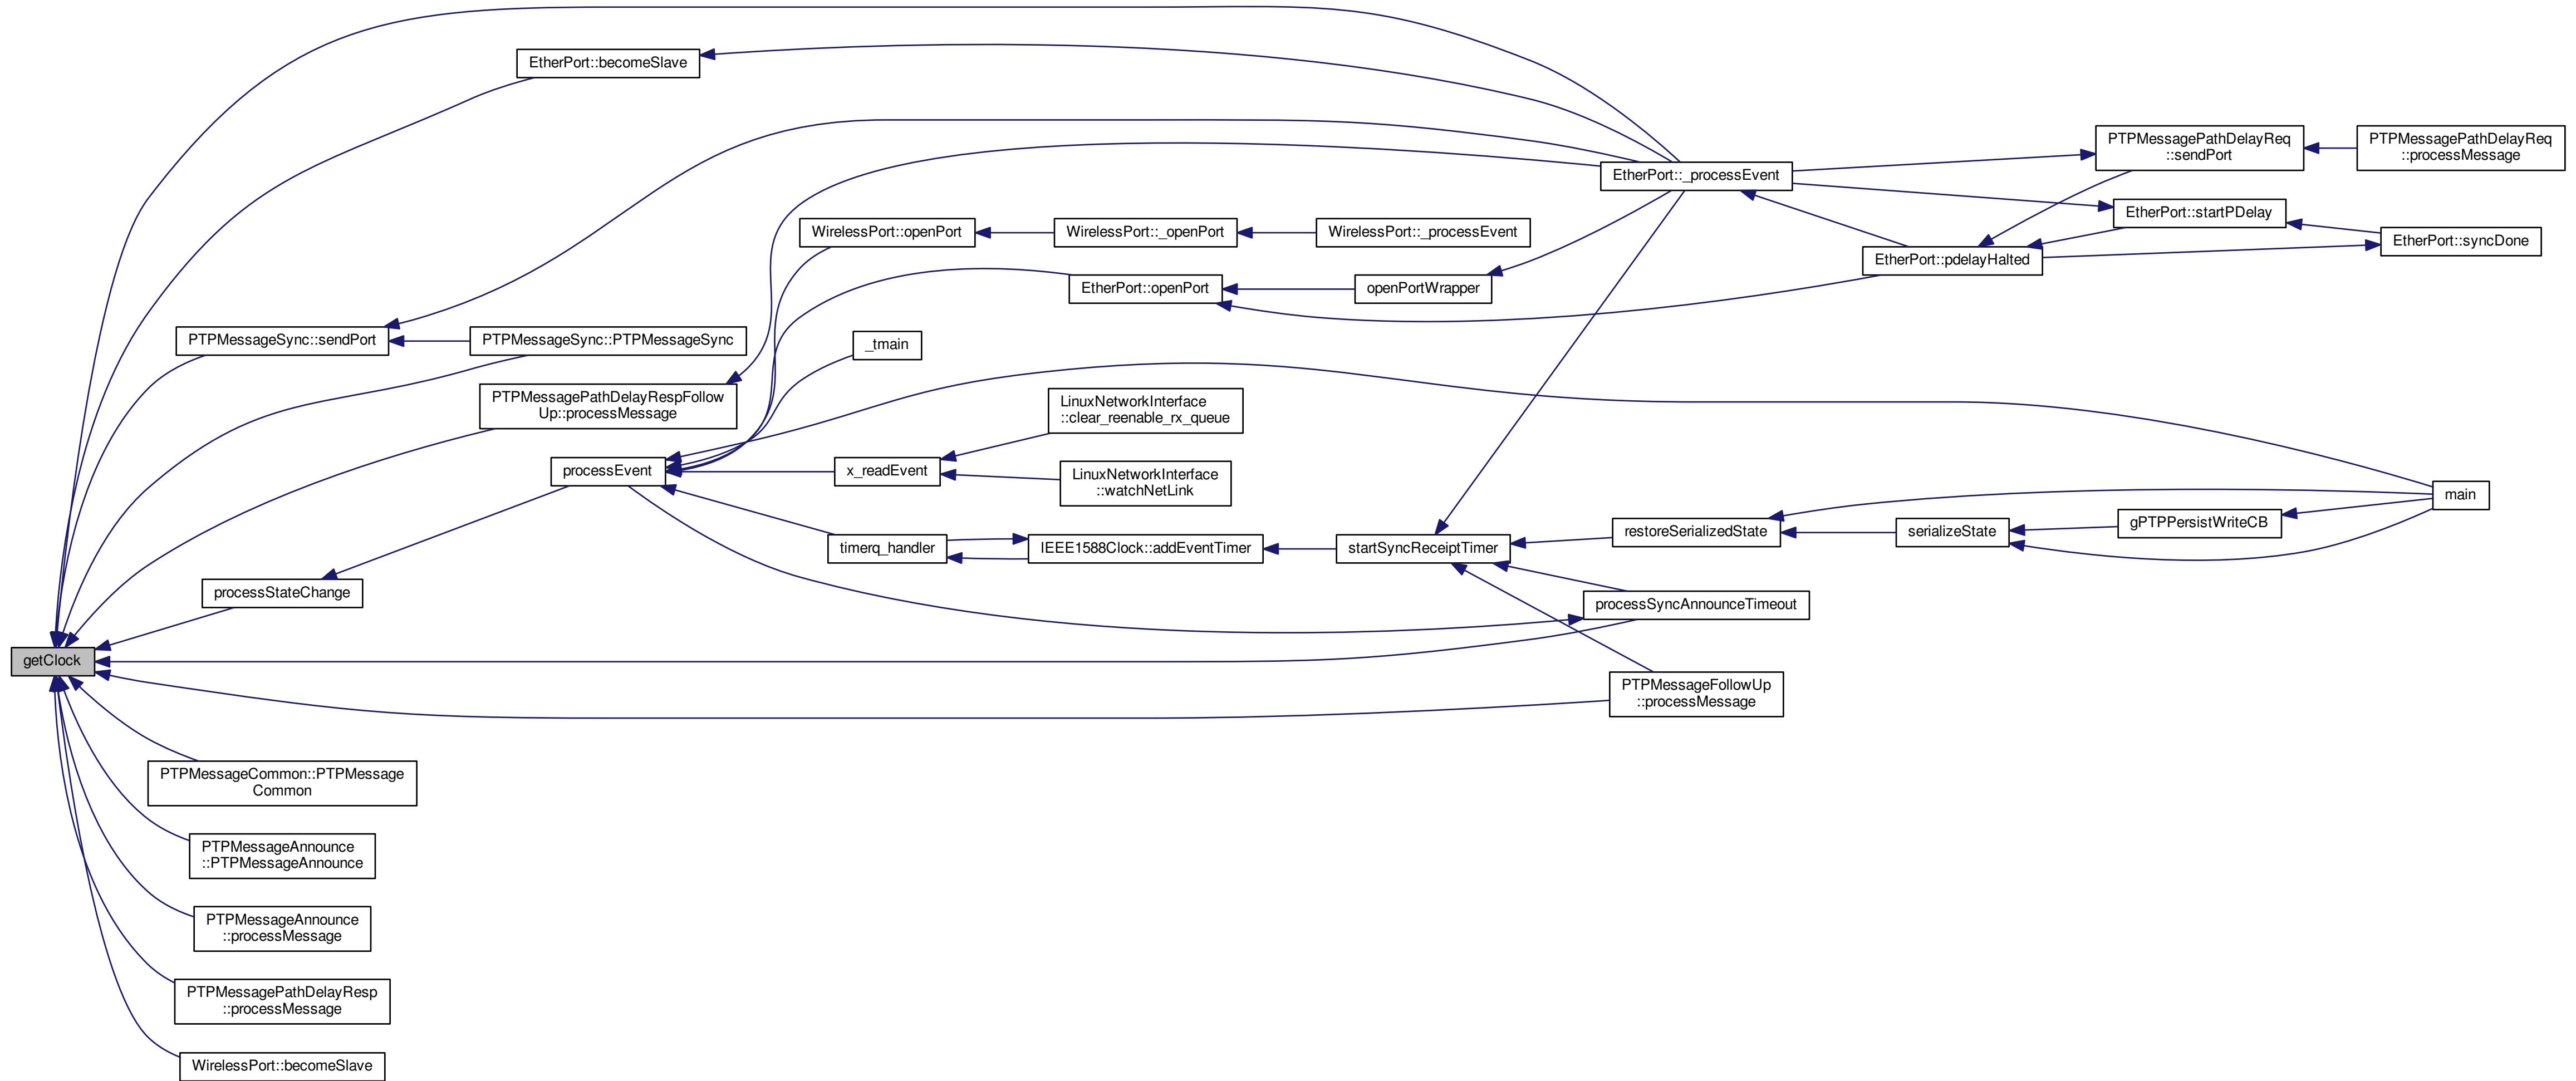 EtherPort::becomeSlave
PTPMessagePathDelayReq
::sendPort
PTPMessagePathDelayReq
::processMessage
EtherPort::_processEvent
EtherPort::startPDelay
WirelessPort::openPort
WirelessPort::_openPort
WirelessPort::_processEvent
EtherPort::syncDone
EtherPort::pdelayHalted
EtherPort::openPort
openPortWrapper
PTPMessageSync::sendPort
PTPMessageSync::PTPMessageSync
_tmain
PTPMessagePathDelayRespFollow
Up::processMessage
LinuxNetworkInterface
::clear_reenable_rx_queue
processEvent
x_readEvent
LinuxNetworkInterface
::watchNetLink
main
gPTPPersistWriteCB
restoreSerializedState
serializeState
timerq_handler
IEEE1588Clock::addEventTimer
startSyncReceiptTimer
processStateChange
processSyncAnnounceTimeout
getClock
PTPMessageFollowUp
::processMessage
PTPMessageCommon::PTPMessage
Common
PTPMessageAnnounce
::PTPMessageAnnounce
PTPMessageAnnounce
::processMessage
PTPMessagePathDelayResp
::processMessage
WirelessPort::becomeSlave